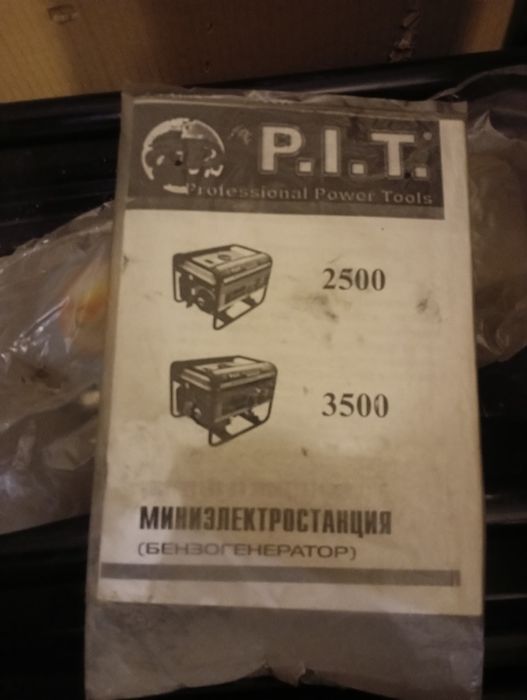 P.I.T.
Professional Power Tools
2500
3500
МИНИЭЛЕКТРОСТАНЦИЯ
(БЕНЗОГЕНЕРАТОР)